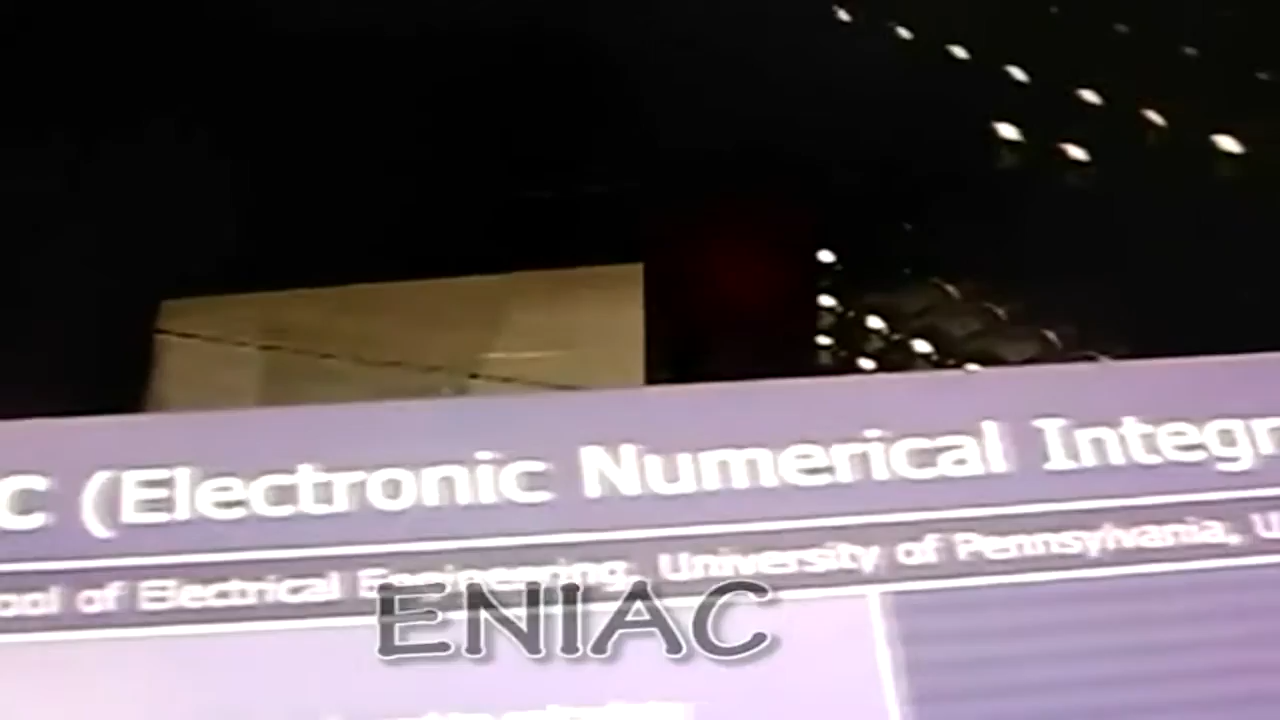 C (Electronic Numerical Integr
ool of Electrical Engineering, University of Pennsylvania, U
ENIAC